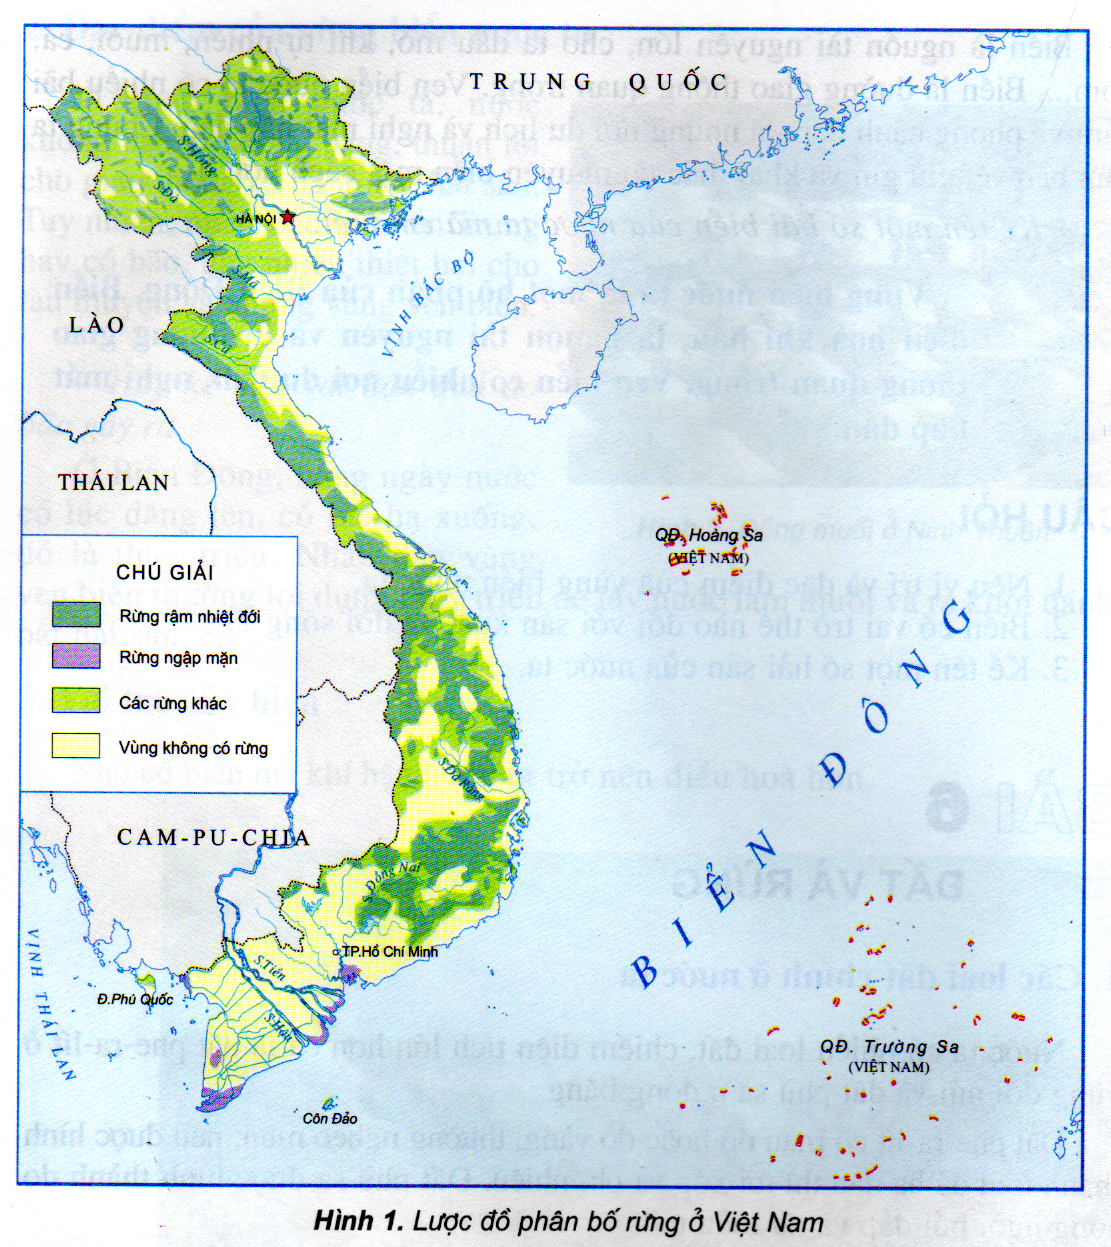 TRUNG QUỐC
S.Hồng
S.Đà
HÀ NỘI
S.Mã
VỊNH BẮC BỘ
LÀO
S.Cả
THÁI LAN
QĐ. Hoàng Sa
(VIỆT NAM)
CHÚ GIẢI
Rừng rậm nhiệt đới
Rừng ngập mặn
Các rừng khác
Vùng không có rừng
BIỂN ĐÔNG
S.Đà Rằng
CAM-PU-CHIA
S.Đồng Nai
TP.Hồ Chí Minh
S.Tiền
S.Hậu
VỊNH THÁI LAN
Đ.Phú Quốc
QĐ. Trường Sa
(VIỆT NAM)
Côn Đảo
Hình 1. Lược đồ phân bố rừng ở Việt Nam